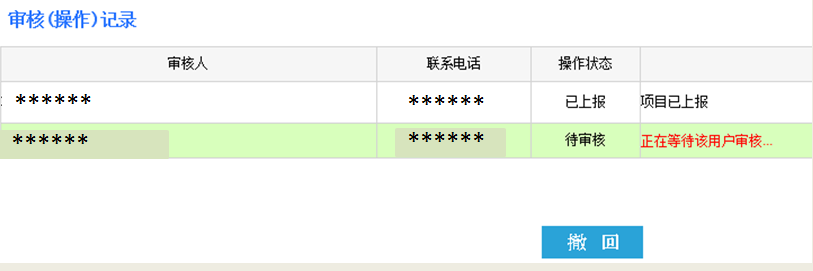 审核(操作)记录
审核人 联系电话 操作状态
****** ****** 已上报 项目已上报
****** ****** 待审核 正在等待该用户审核...
撤 回